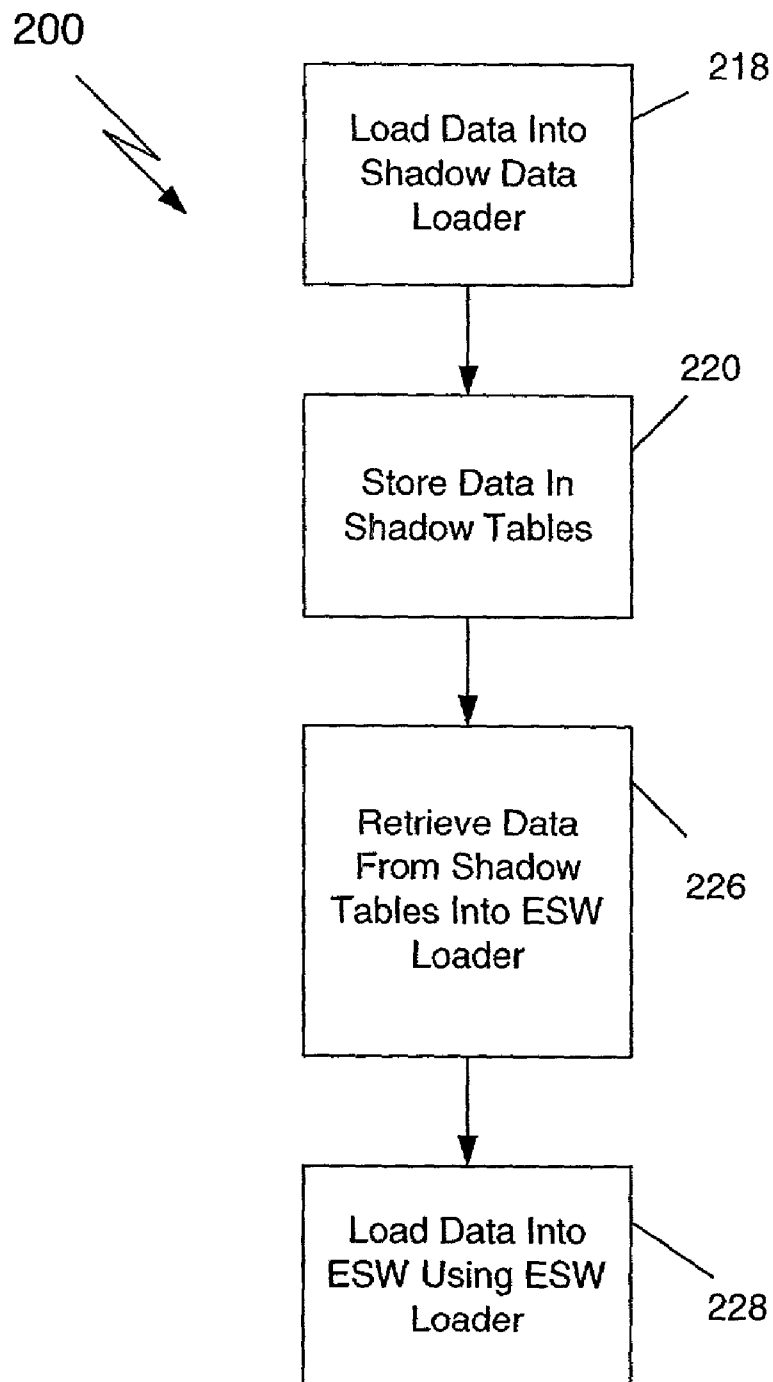 200
218
Load Data Into
Shadow Data
Loader
220
Store Data In
Shadow Tables
Retrieve Data
From Shadow
Tables Into ESW
Loader
226
Load Data Into
ESW Using ESW
Loader
228